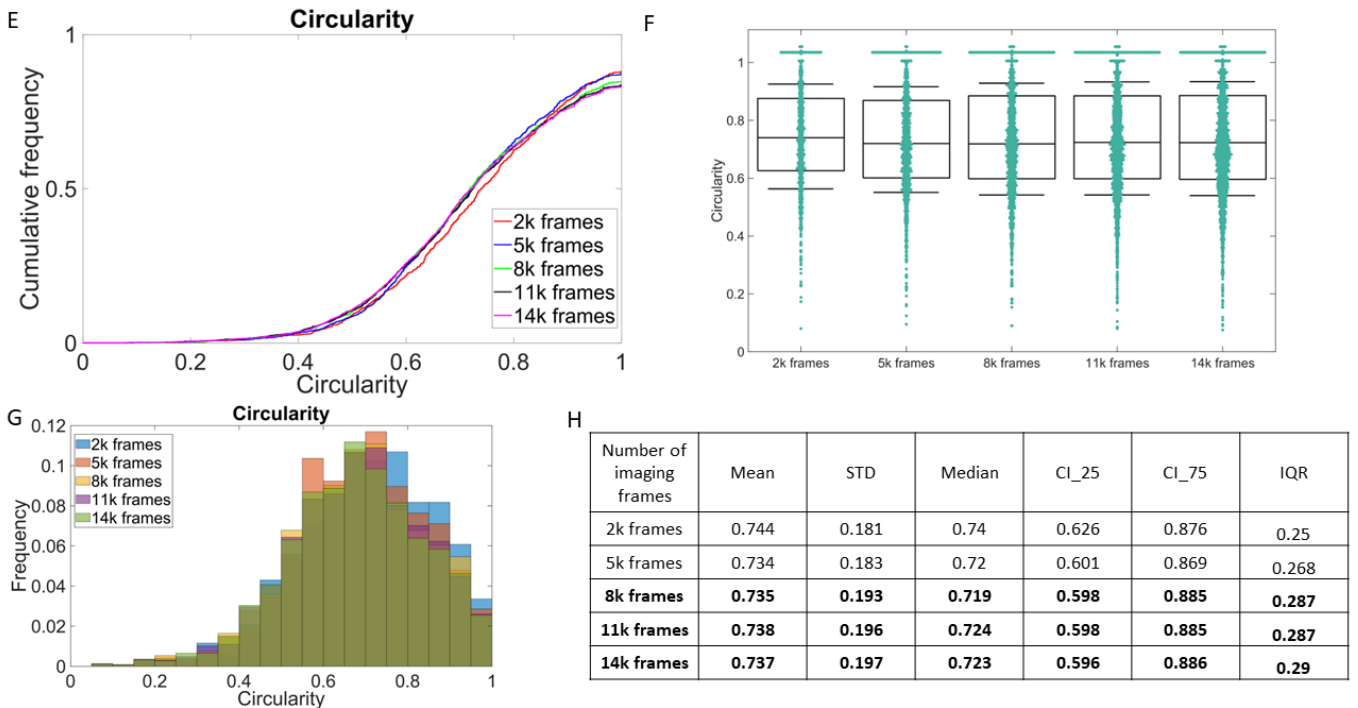 E
Circularity
1
0.5
0
Cumulative frequency
2k frames
5k frames
8k frames
11k frames
14k frames
0 0.2 0.4 0.6 0.8 1
Circularity
F
1
0.8
0.6
0.4
0.2
0
Circularity
2k frames 5k frames 8k frames 11k frames 14k frames
G
Circularity
0.12
0.1
0.08
0.06
0.04
0.02
0
Frequency
2k frames
5k frames
8k frames
11k frames
14k frames
0 0.2 0.4 0.6 0.8 1
Circularity
H
Number of
imaging
frames
Mean STD Median CI_25 CI_75 IQR
2k frames 0.744 0.181 0.74 0.626 0.876 0.25
5k frames 0.734 0.183 0.72 0.601 0.869 0.268
8k frames 0.735 0.193 0.719 0.598 0.885 0.287
11k frames 0.738 0.196 0.724 0.598 0.885 0.287
14k frames 0.737 0.197 0.723 0.596 0.886 0.29